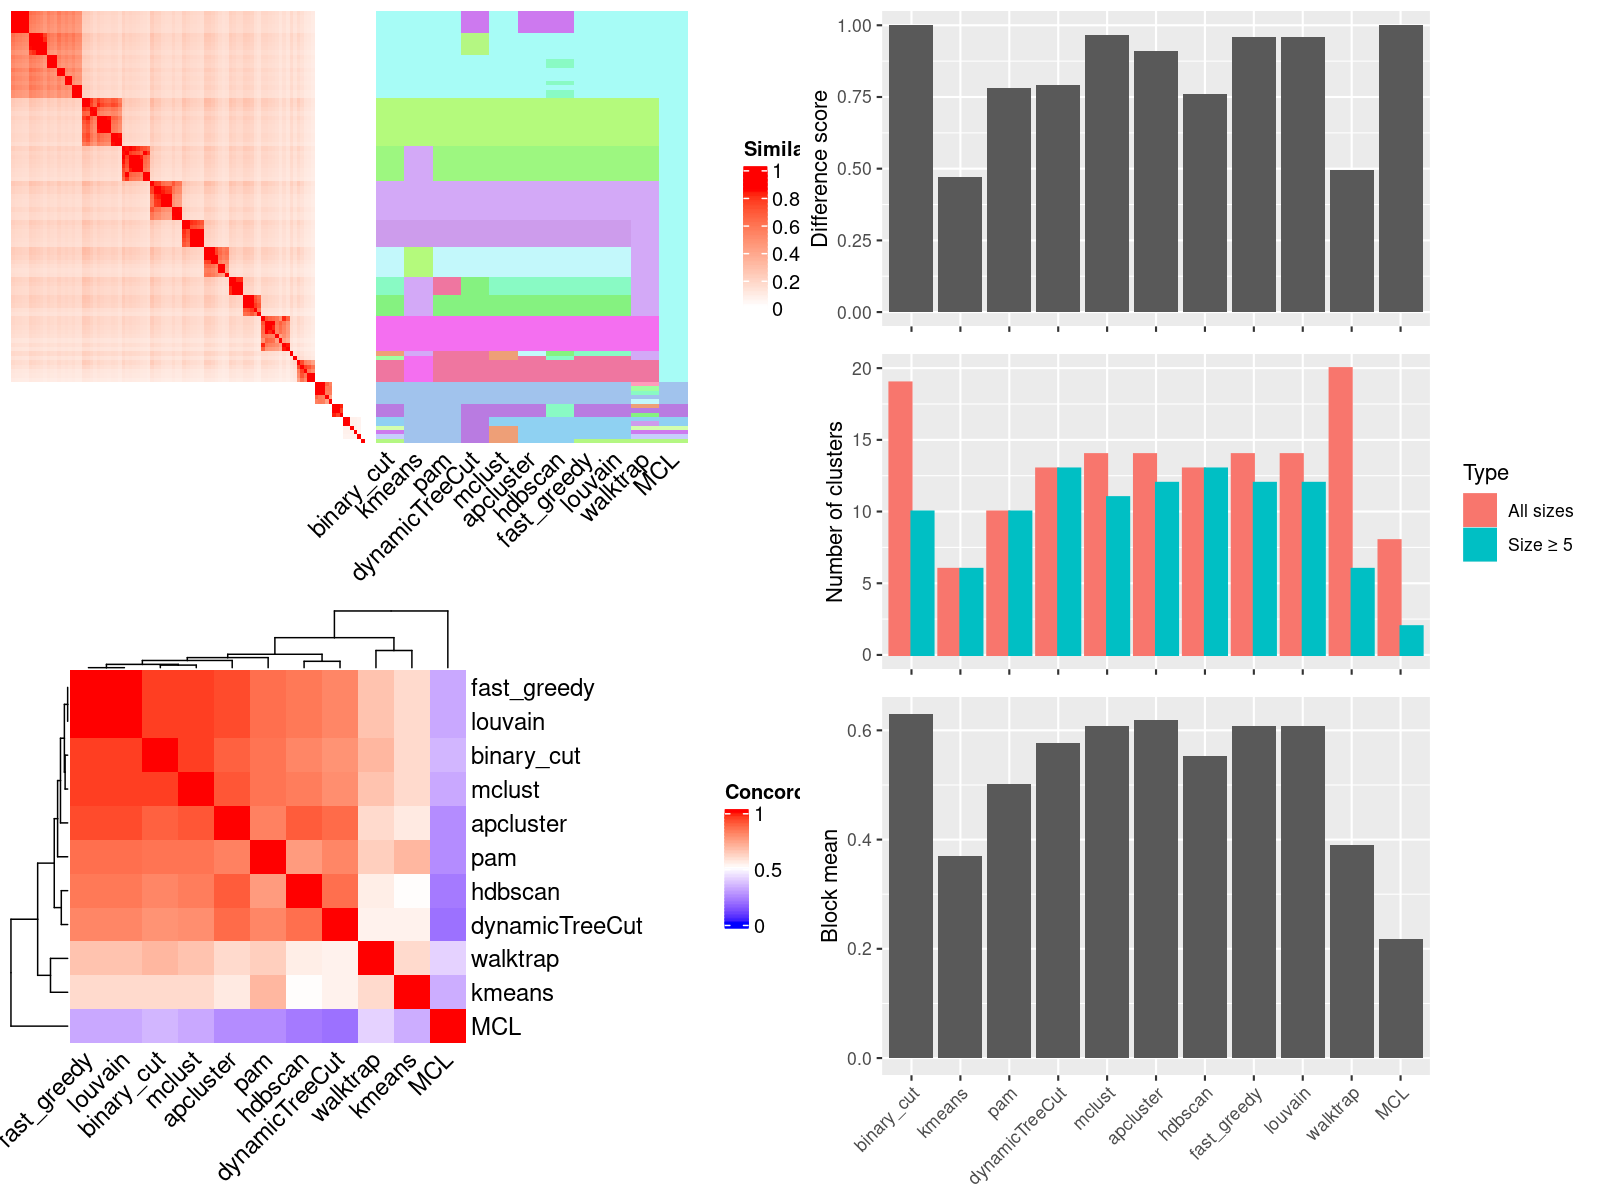 Simila
1
0.8
0.6
0.4
0.2
0
binary_cut
kmeans
pam
dynamicTreeCut
mclust
apcluster
hdbscan
fast_greedy
louvain
walktrap
MCL
fast_greedy
louvain
binary_cut
mclust
apcluster
pam
hdbscan
dynamicTreeCut
walktrap
kmeans
MCL
fast_greedy
louvain
binary_cut
mclust
apcluster
pam
hdbscan
dynamicTreeCut
walktrap
kmeans
MCL
Concord
1
0.5
0
Difference score
1.00
0.75
0.50
0.25
0.00
Number of clusters
20
15
10
5
0
Type
All sizes
Size ≥ 5
Block mean
0.6
0.4
0.2
0.0
binary_cut
kmeans
pam
dynamicTreeCut
mclust
apcluster
hdbscan
fast_greedy
louvain
walktrap
MCL